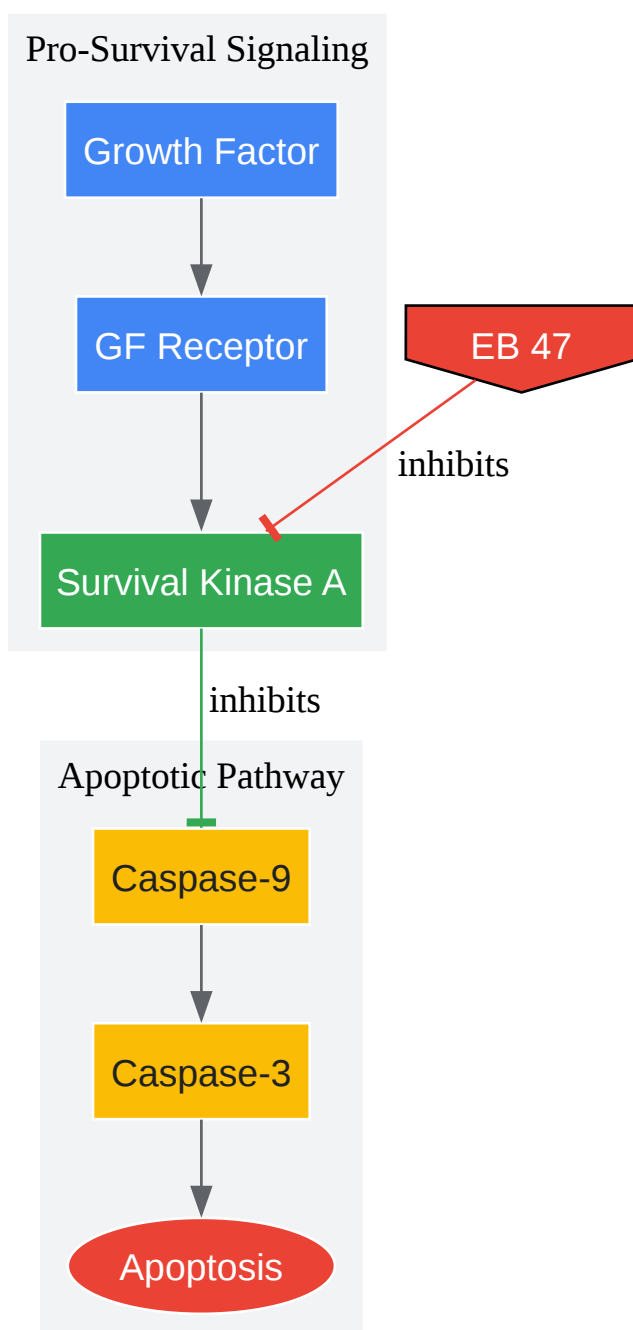 Pro-Survival Signaling
Growth Factor
GF Receptor
EB 47
inhibits
Survival Kinase A
inhibits
Apoptotic Pathway
Caspase-9
Caspase-3
Apoptosis